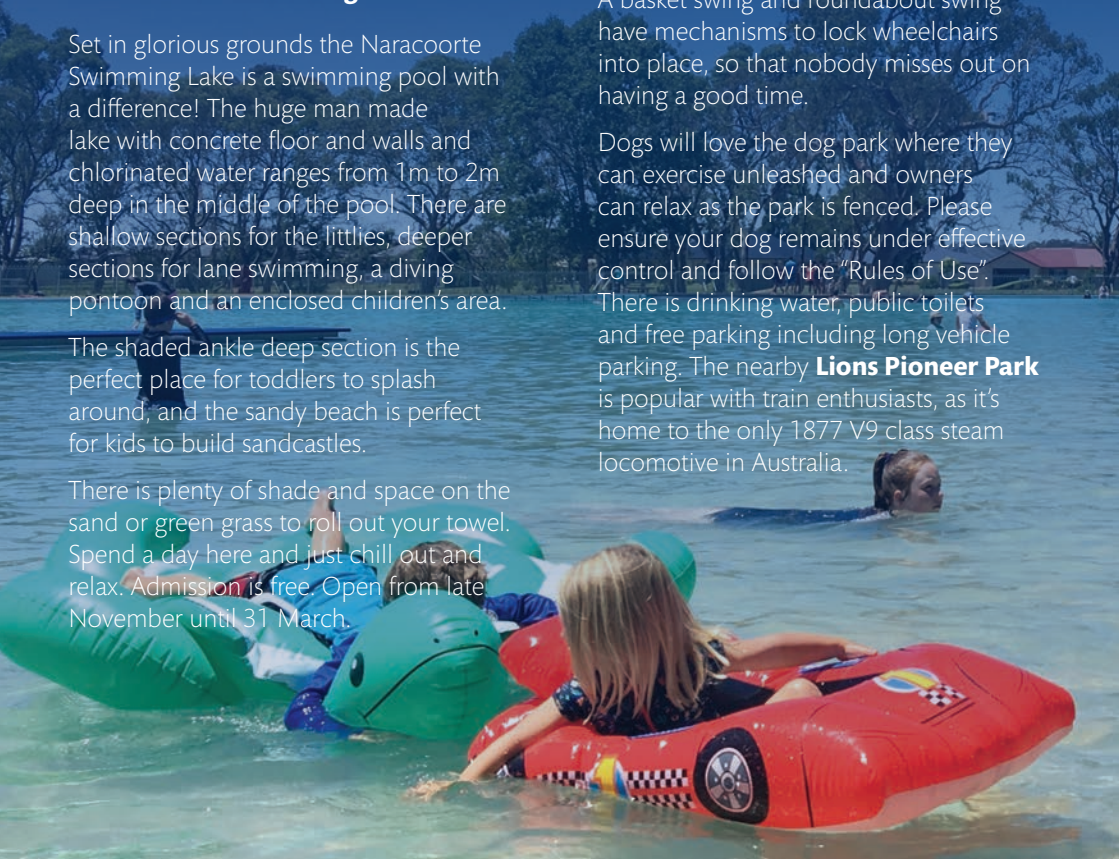 Set in glorious grounds the Naracoorte
Swimming Lake is a swimming pool with
a difference! The huge man made
lake with concrete floor and walls and
chlorinated water ranges from 1m to 2m
deep in the middle of the pool. There are
shallow sections for the littlies, deeper
sections for lane swimming, a diving
pontoon and an enclosed children's area.
The shaded ankle deep section is the
perfect place for toddlers to splash
around, and the sandy beach is perfect
for kids to build sandcastles.
There is plenty of shade and space on the
sand or green grass to roll out your towel.
Spend a day here and just chill out and
relax. Admission is free. Open from late
November until 31 March.
A basket swing and roundabout swing
have mechanisms to lock wheelchairs
into place, so that nobody misses out on
having a good time.
Dogs will love the dog park where they
can exercise unleashed and owners
can relax as the park is fenced. Please
ensure your dog remains under effective
control and follow the “Rules of Use”.
There is drinking water, public toilets
and free parking including long vehicle
parking. The nearby Lions Pioneer Park
is popular with train enthusiasts, as it's
home to the only 1877 V9 class steam
locomotive in Australia.
1
1